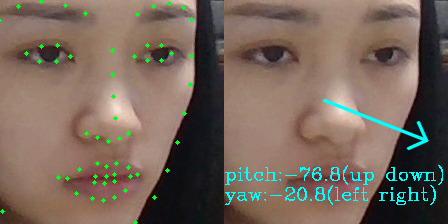 pitch:-76.8(up down)
yaw:-20.8(left right)